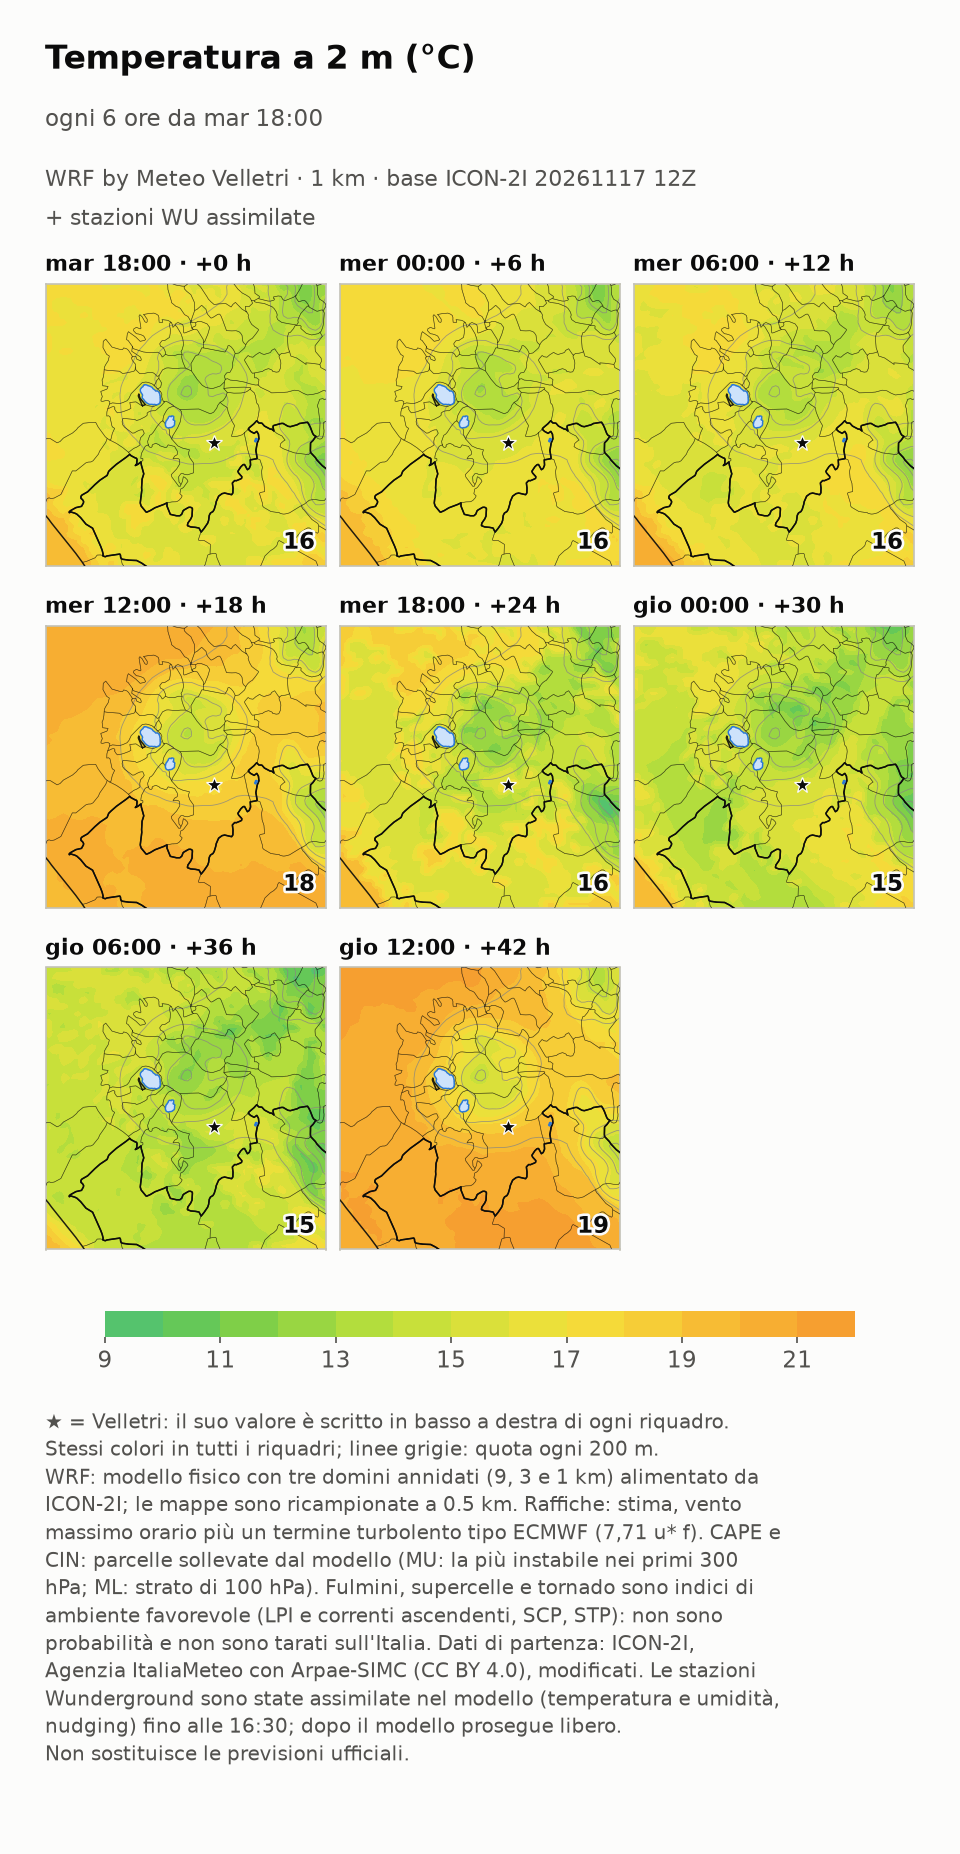 Temperatura a 2 m (°C)
ogni 6 ore da mar 18:00
WRF by Meteo Velletri · 1 km · base ICON-2I 20261117 12Z
+ stazioni WU assimilate
mar 18:00 · +0 h
mer 00:00 · +6 h
mer 06:00 · +12 h
16
16
16
mer 12:00 · +18 h
mer 18:00 · +24 h
gio 00:00 · +30 h
18
16
15
gio 06:00 · +36 h
gio 12:00 · +42 h
15
19
9 11 13 15 17 19 21
★ = Velletri: il suo valore è scritto in basso a destra di ogni riquadro.
Stessi colori in tutti i riquadri; linee grigie: quota ogni 200 m.
WRF: modello fisico con tre domini annidati (9, 3 e 1 km) alimentato da
ICON-2I; le mappe sono ricampionate a 0.5 km. Raffiche: stima, vento
massimo orario più un termine turbolento tipo ECMWF (7,71 u* f). CAPE e
CIN: parcelle sollevate dal modello (MU: la più instabile nei primi 300
hPa; ML: strato di 100 hPa). Fulmini, supercelle e tornado sono indici di
ambiente favorevole (LPI e correnti ascendenti, SCP, STP): non sono
probabilità e non sono tarati sull'Italia. Dati di partenza: ICON-2I,
Agenzia ItaliaMeteo con Arpae-SIMC (CC BY 4.0), modificati. Le stazioni
Wunderground sono state assimilate nel modello (temperatura e umidità,
nudging) fino alle 16:30; dopo il modello prosegue libero.
Non sostituisce le previsioni ufficiali.